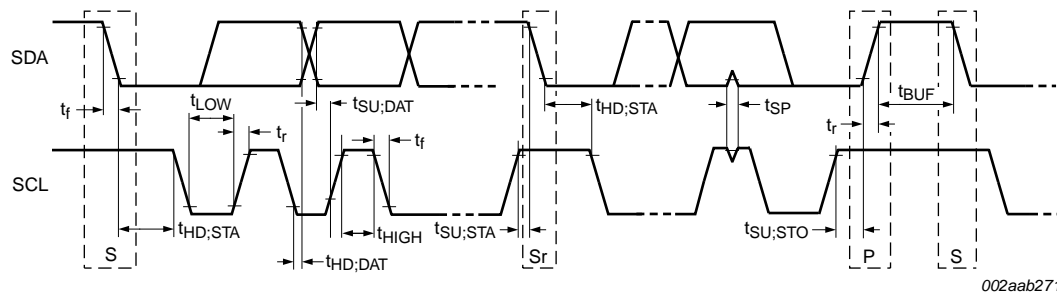 SDA
t_f
t_LOW
t_SU;DAT
t_r
t_f
t_HD;STA
t_SP
t_r
t_BUF
SCL
t_HD;STA
t_HIGH
t_SU;STA
t_SU;STO
t_HD;DAT
S
Sr
P
S
002aab271